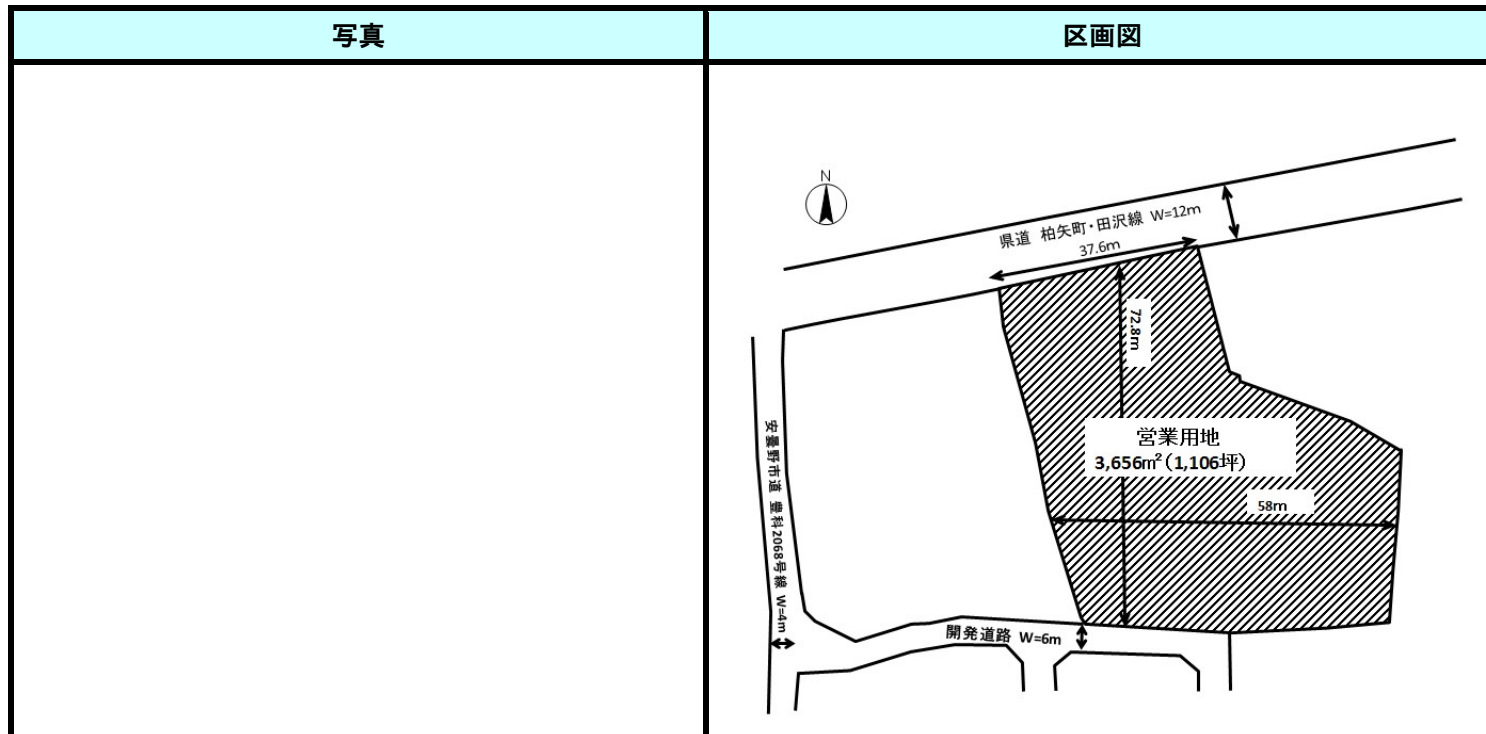 写真
区画図
N
県道 柏矢町・田沢線 W=12m
37.6m
72.8m
営業用地
3,656㎡(1,106坪)
58m
安曇野市道 豊科2068号線 W=4m
開発道路 W=6m